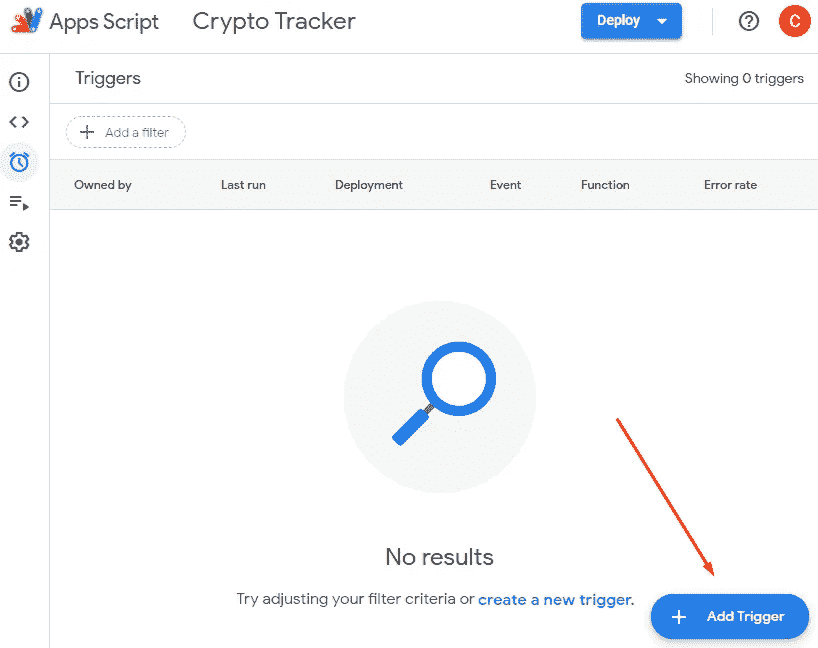 Apps Script Crypto Tracker Deploy C
Triggers Showing 0 triggers
Add a filter
Owned by Last run Deployment Event Function Error rate
No results
Try adjusting your filter criteria or create a new trigger.
Add Trigger